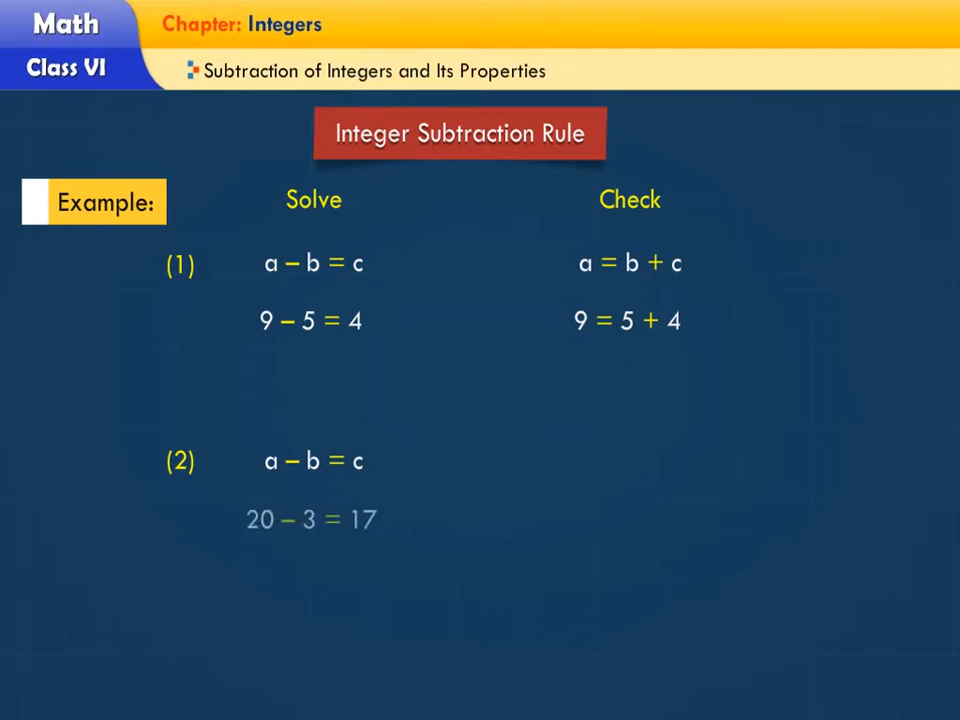 Math
Chapter: Integers
Class VI
Subtraction of Integers and Its Properties
Integer Subtraction Rule
Example:
Solve
Check
(1) a – b = c
a = b + c
9 – 5 = 4
9 = 5 + 4
(2) a – b = c
20 – 3 = 17